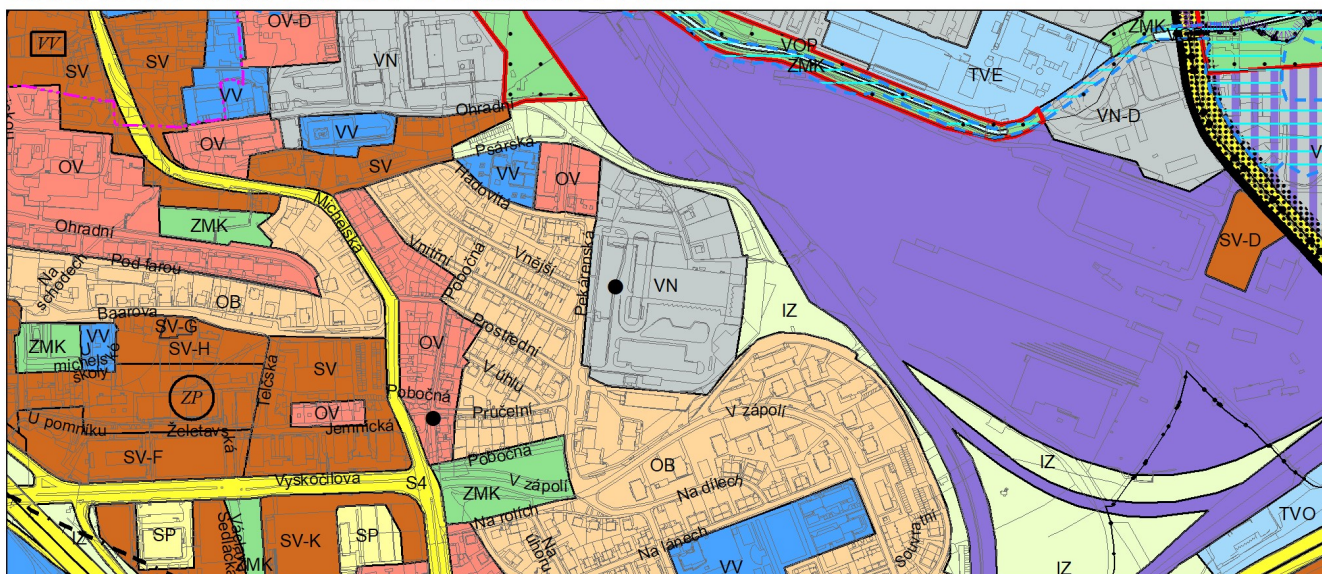 OV-D
VV
SV
SV
VN
VV
VOP
ZMK
TVE
ZMK
VN-D
OV
OV
VV
Ohradní
SV
Psárská
VV
OV
Radovitá
Michelská
ZMK
Ohradní
Pod farou
Na schodech
OB
Baarova
Vnitřní
Pobočná
Vnější
Pekárenská
VN
SV-D
IZ
Prostřední
V úhlu
OV
SV-G
SV-H
ZMK
VV
michelské
školy
SV
ZP
Telčská
OV
Jemnická
Pobočná
Průčelní
V zápolí
U pomníku
Želetavská
SV-F
Vyskočilova
S4
Pobočná
V zápolí
ZMK
OB
Na dílech
Na rolích
Na úhoru
Na lánech
VV
souvratní
IZ
IZ
TVO
IZ
SP
Václava
Sedláčka
ZMK
SV-K
SP